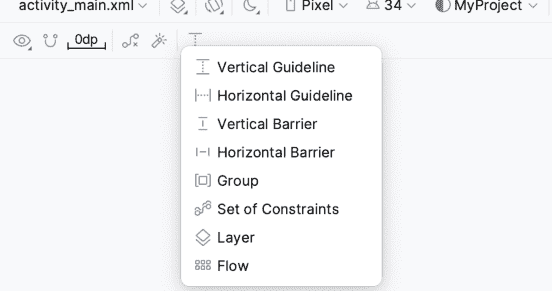 activity_main.xml Pixel 34 MyProject
0dp
Vertical Guideline
Horizontal Guideline
Vertical Barrier
Horizontal Barrier
Group
Set of Constraints
Layer
Flow